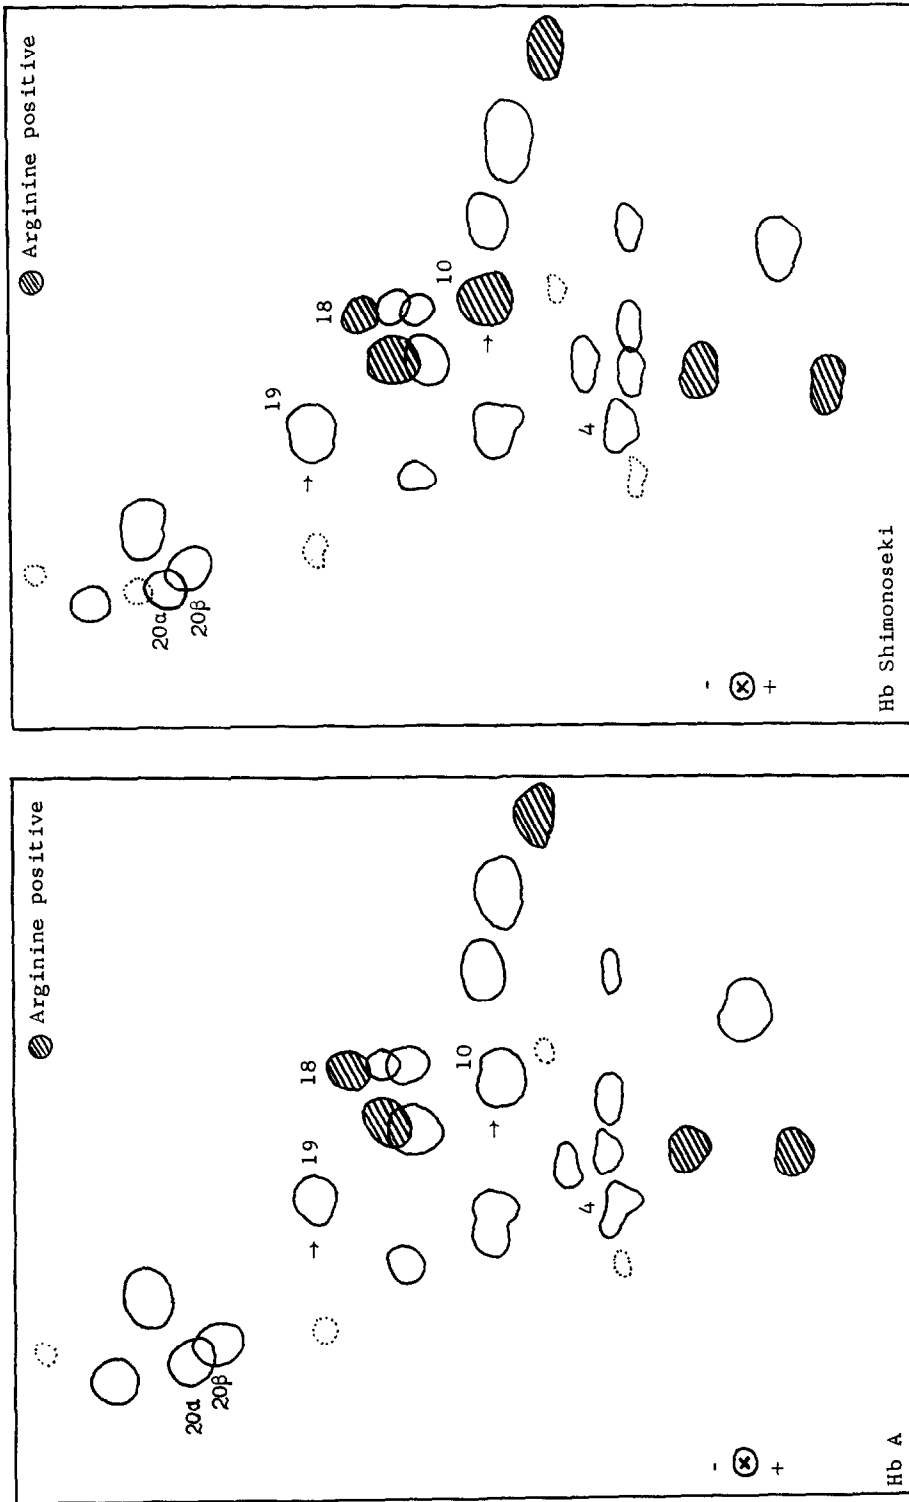 Arginine positive
18
10
19
4
20α
20β
→
→
-
x
+
Hb Shimonoseki
Arginine positive
18
10
19
4
20α
20β
→
→
-
x
+
Hb A